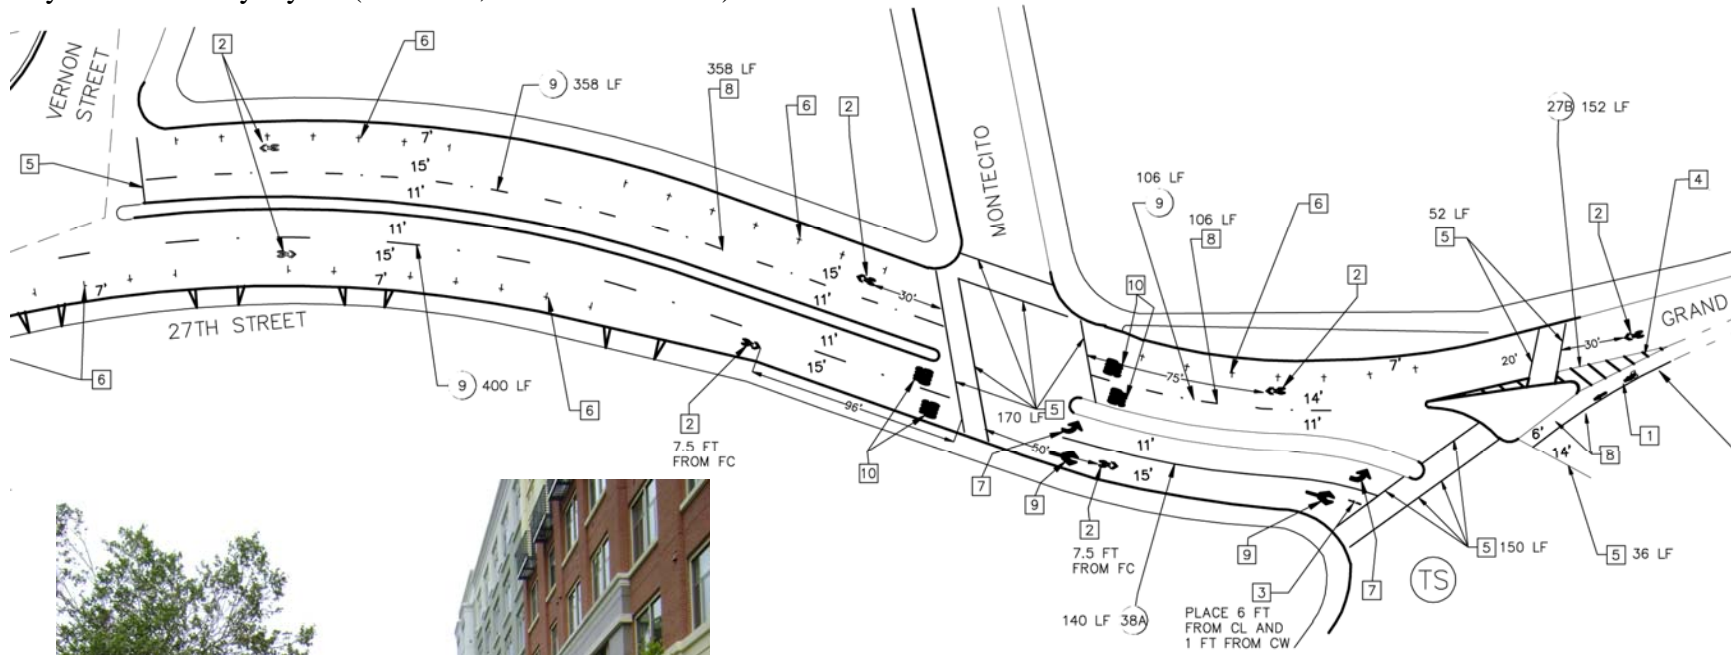 VERNON
STREET
2
6
9 358 LF
358 LF
8
6
2
5
7'
15'
11'
11'
15'
7'
7'
7'
27TH STREET
6
9 400 LF
6
15'
11'
30'
11'
15'
2
7.5 FT
FROM FC
96'
10
MONTECITO
10
75'
106 LF
9
106 LF
8
6
2
7'
14'
11'
170 LF 5
7
50'
11'
15'
9
2
7.5 FT
FROM FC
140 LF 38A
27B 152 LF
4
52 LF
5
2
GRAND
30'
20'
6'
14'
8
1
5 150 LF
5 36 LF
9
7
3
TS
PLACE 6 FT
FROM CL AND
1 FT FROM CW